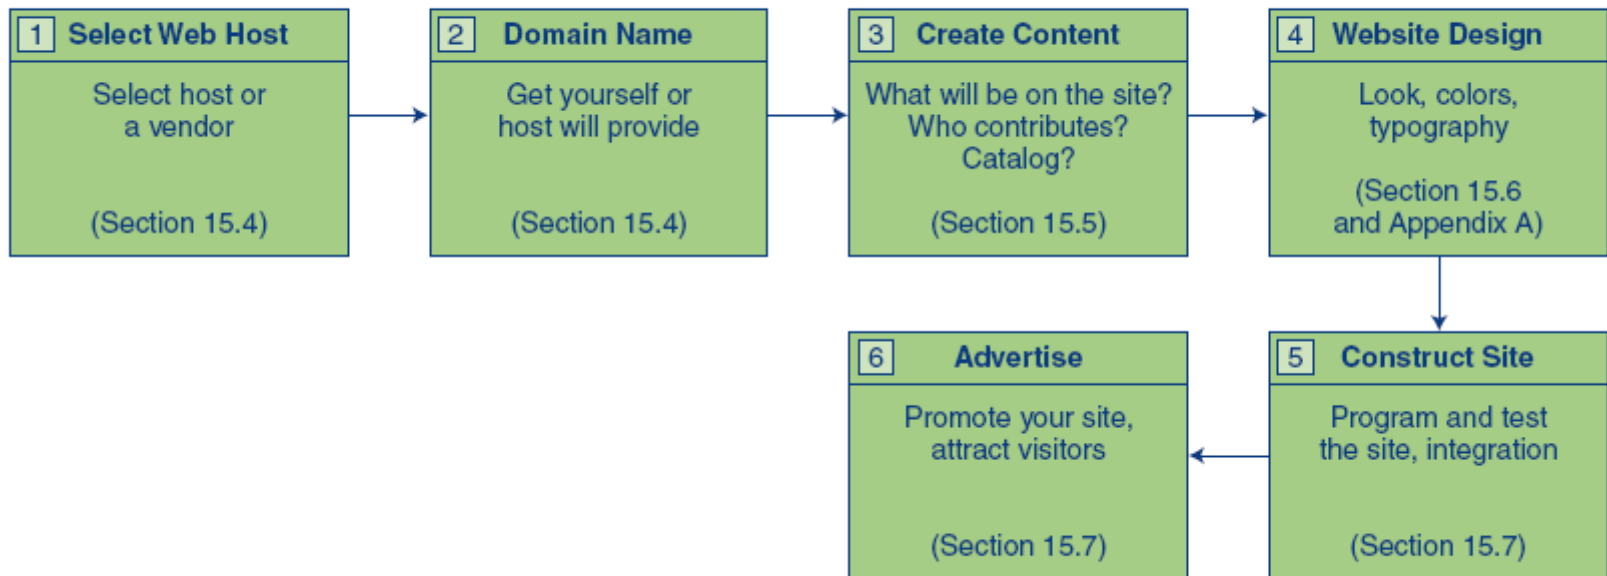 1 Select Web Host
Select host or
a vendor
(Section 15.4)
2 Domain Name
Get yourself or
host will provide
(Section 15.4)
3 Create Content
What will be on the site?
Who contributes?
Catalog?
(Section 15.5)
4 Website Design
Look, colors,
typography
(Section 15.6
and Appendix A)
5 Construct Site
Program and test
the site, integration
(Section 15.7)
6 Advertise
Promote your site,
attract visitors
(Section 15.7)